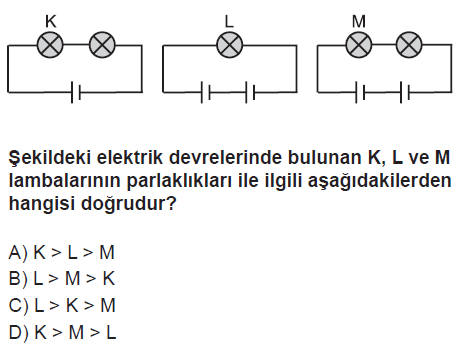 K L M
Şekildeki elektrik devrelerinde bulunan K, L ve M
lambalarının parlaklıkları ile ilgili aşağıdakilerden
hangisi doğrudur?
A) K > L > M
B) L > M > K
C) L > K > M
D) K > M > L